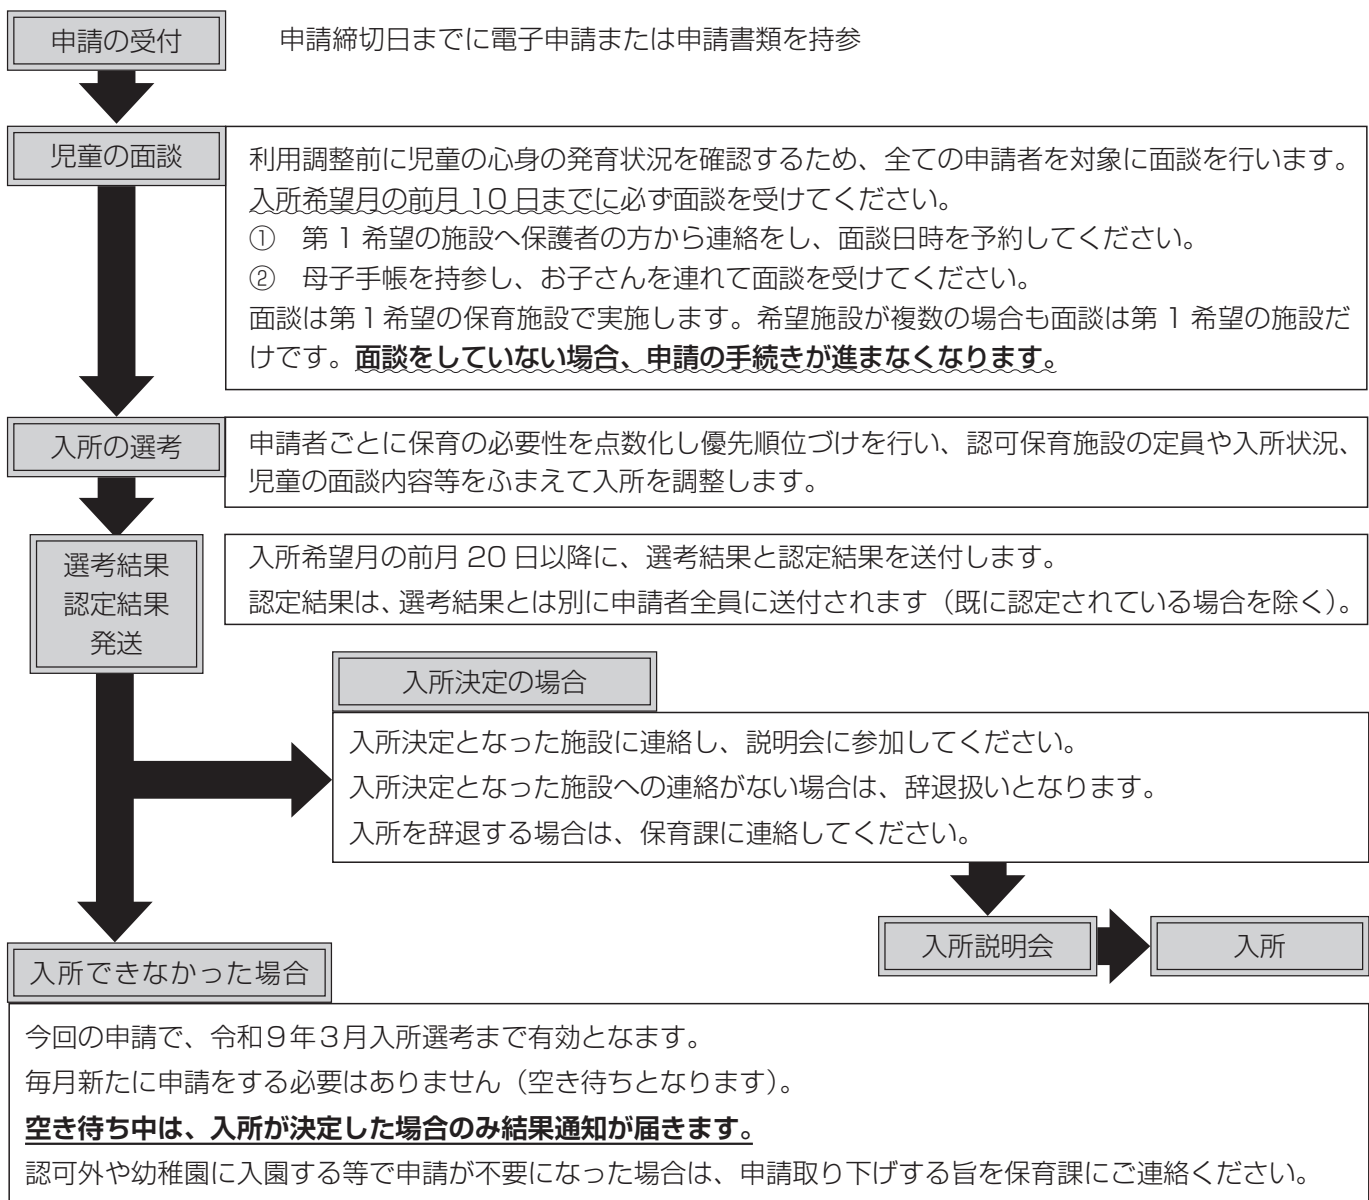 申請の受付
申請締切日までに電子申請または申請書類を持参
児童の面談
利用調整前に児童の心身の発育状況を確認するため、全ての申請者を対象に面談を行います。
入所希望月の前月 10 日までに必ず面談を受けてください。
① 第 1 希望の施設へ保護者の方から連絡をし、面談日時を予約してください。
② 母子手帳を持参し、お子さんを連れて面談を受けてください。
面談は第1希望の保育施設で実施します。希望施設が複数の場合も面談は第 1 希望の施設だ
けです。面談をしていない場合、申請の手続きが進まなくなります。
入所の選考
申請者ごとに保育の必要性を点数化し優先順位づけを行い、認可保育施設の定員や入所状況、
児童の面談内容等をふまえて入所を調整します。
選考結果
認定結果
発送
入所希望月の前月 20 日以降に、選考結果と認定結果を送付します。
認定結果は、選考結果とは別に申請者全員に送付されます（既に認定されている場合を除く）。
入所決定の場合
入所決定となった施設に連絡し、説明会に参加してください。
入所決定となった施設への連絡がない場合は、辞退扱いとなります。
入所を辞退する場合は、保育課に連絡してください。
入所説明会
入所
入所できなかった場合
今回の申請で、令和9年3月入所選考まで有効となます。
毎月新たに申請をする必要はありません（空き待ちとなります）。
空き待ち中は、入所が決定した場合のみ結果通知が届きます。
認可外や幼稚園に入園する等で申請が不要になった場合は、申請取り下げする旨を保育課にご連絡ください。